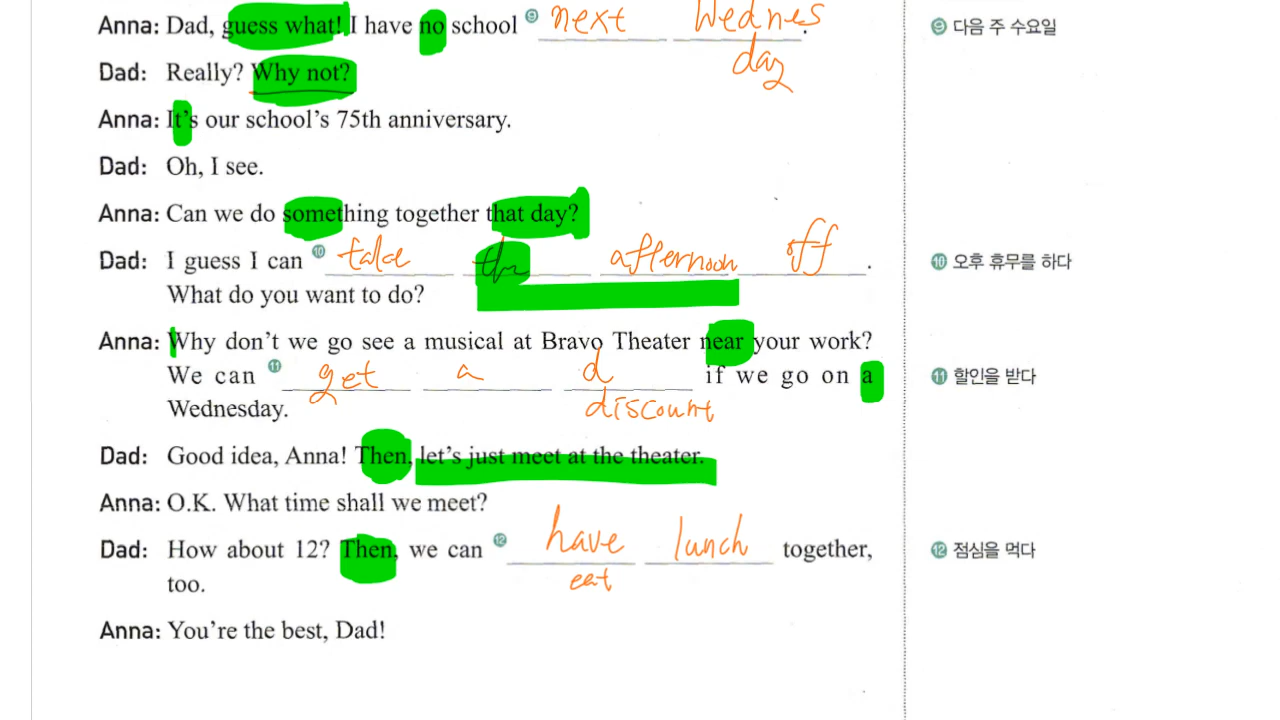 Anna: Dad, guess what! I have no school ⑨ next Wednes . ⑨ 다음 주 수요일
day
Dad: Really? Why not?
Anna: It's our school's 75th anniversary.
Dad: Oh, I see.
Anna: Can we do something together that day?
Dad: I guess I can ⑩ take the afternoon off . ⑩ 오후 휴무를 하다
What do you want to do?
Anna: Why don't we go see a musical at Bravo Theater near your work?
We can ⑪ get a d if we go on a ⑪ 할인을 받다
discount
Wednesday.
Dad: Good idea, Anna! Then, let's just meet at the theater.
Anna: O.K. What time shall we meet?
Dad: How about 12? Then, we can ⑫ have lunch together, ⑫ 점심을 먹다
eat
too.
Anna: You're the best, Dad!